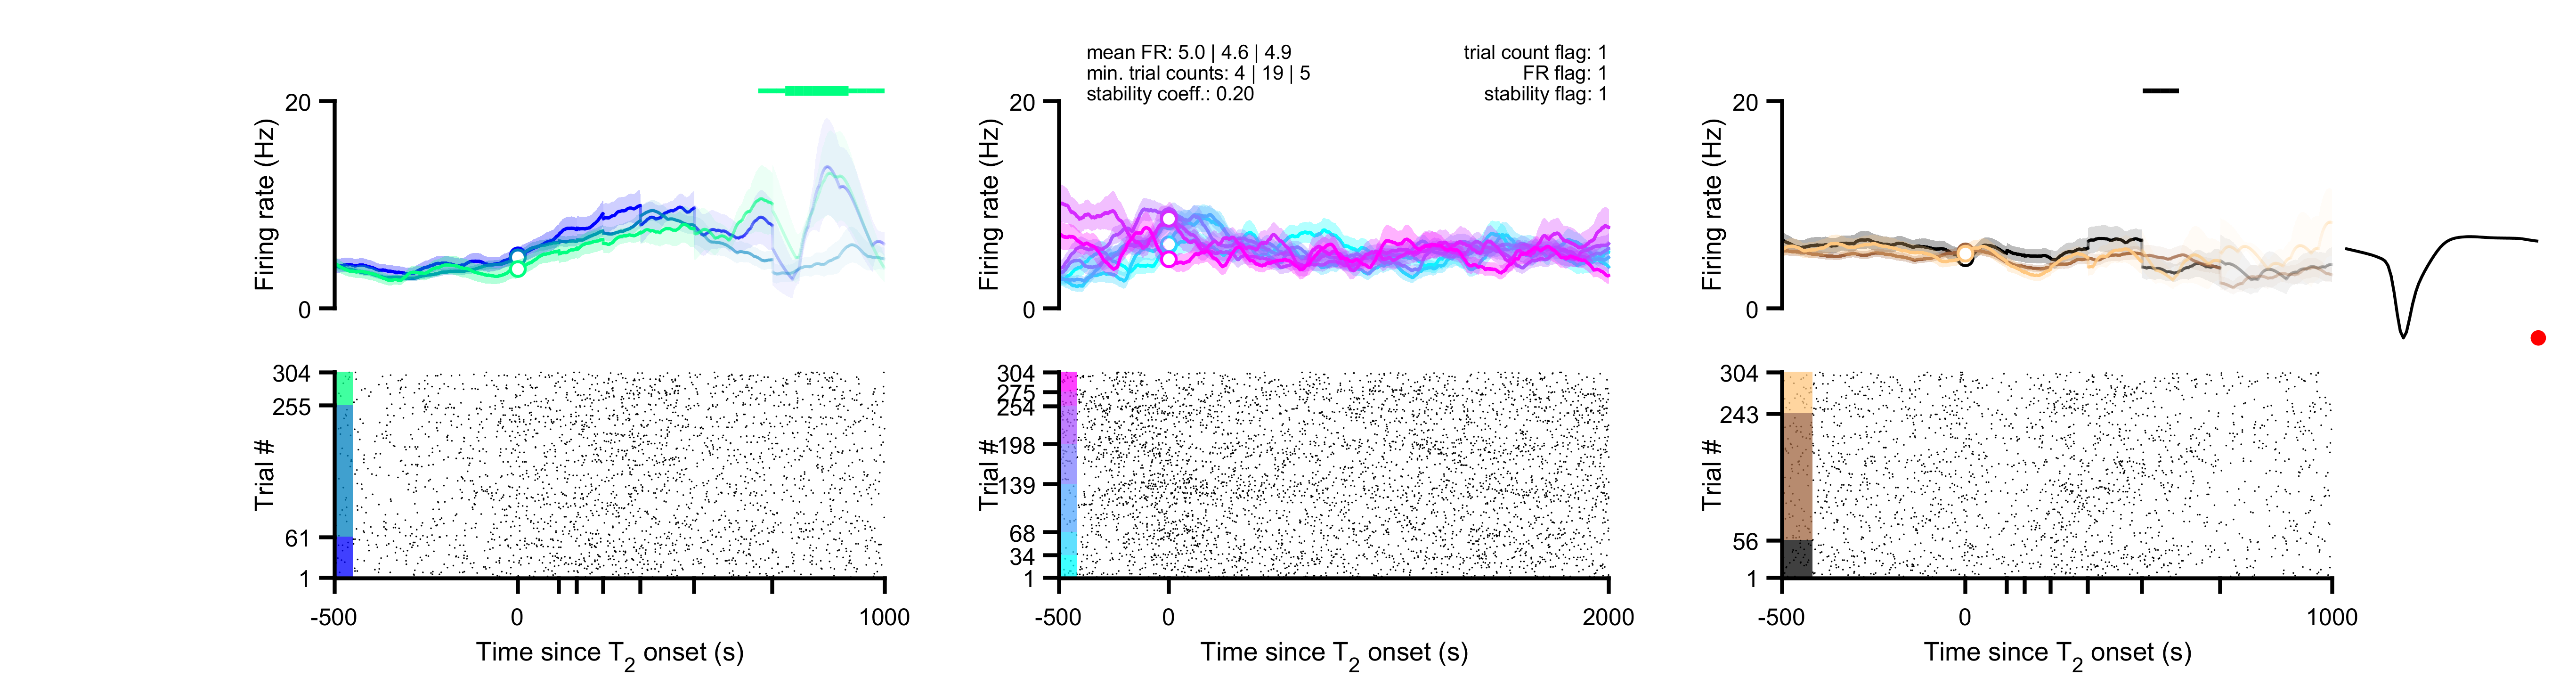 mean FR: 5.0 | 4.6 | 4.9
min. trial counts: 4 | 19 | 5
stability coeff.: 0.20
trial count flag: 1
FR flag: 1
stability flag: 1
20
Firing rate (Hz)
0
304
255
Trial #
61
1
-500
0
1000
Time since T2 onset (s)
20
Firing rate (Hz)
0
304
275
254
198
Trial #
139
68
34
1
-500
0
2000
Time since T2 onset (s)
20
Firing rate (Hz)
0
304
243
Trial #
56
1
-500
0
1000
Time since T2 onset (s)